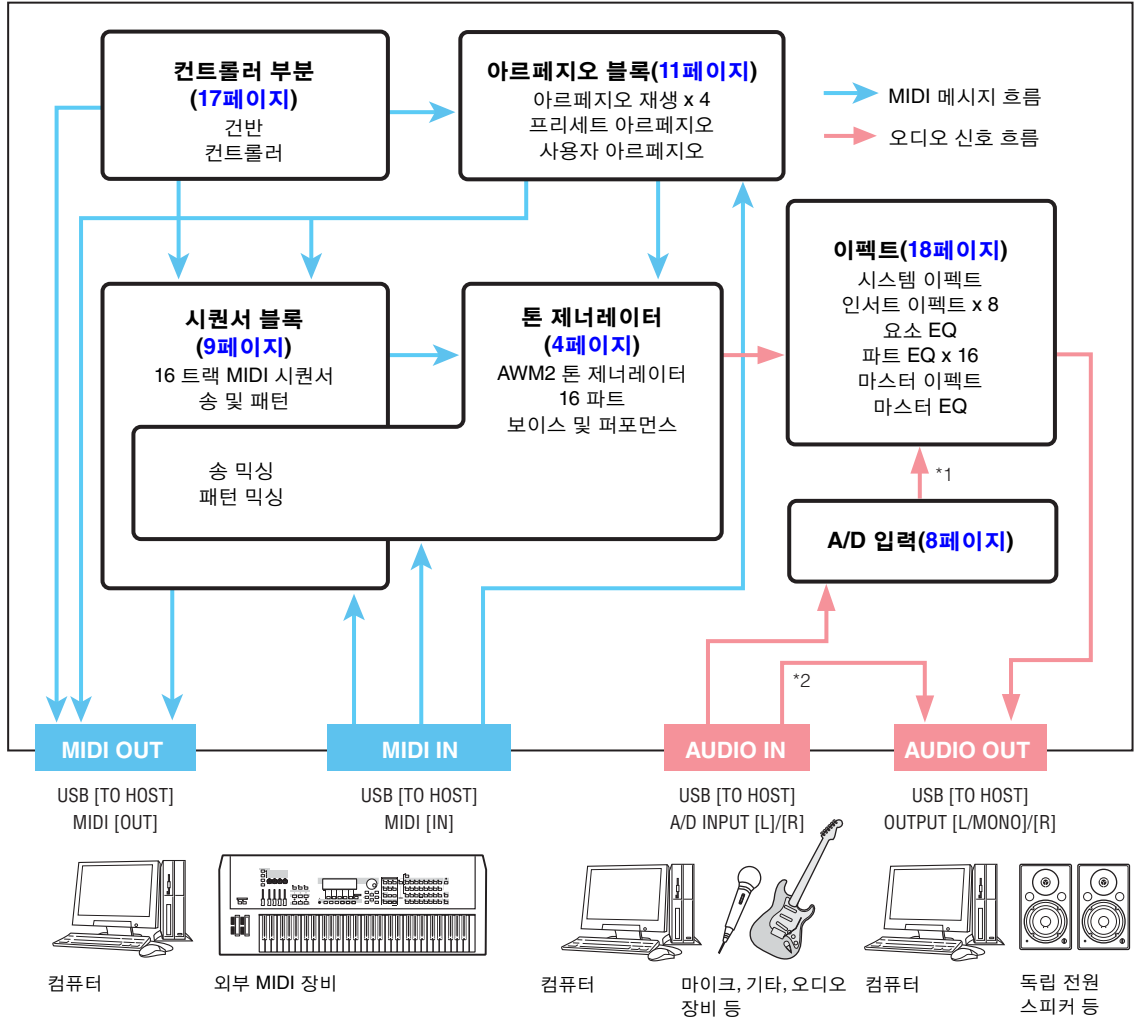 컨트롤러 부분
(17페이지)
건반
컨트롤러
아르페지오 블록(11페이지)
아르페지오 재생 x 4
프리세트 아르페지오
사용자 아르페지오
MIDI 메시지 흐름
오디오 신호 흐름
시퀀서 블록
(9페이지)
16 트랙 MIDI 시퀀서
송 및 패턴
송 믹싱
패턴 믹싱
톤 제너레이터
(4페이지)
AWM2 톤 제너레이터
16 파트
보이스 및 퍼포먼스
이펙트(18페이지)
시스템 이펙트
인서트 이펙트 x 8
요소 EQ
파트 EQ x 16
마스터 이펙트
마스터 EQ
*1
A/D 입력(8페이지)
*2
MIDI OUT
MIDI IN
AUDIO IN
AUDIO OUT
USB [TO HOST]
MIDI [OUT]
USB [TO HOST]
MIDI [IN]
USB [TO HOST]
A/D INPUT [L]/[R]
USB [TO HOST]
OUTPUT [L/MONO]/[R]
컴퓨터
외부 MIDI 장비
컴퓨터
마이크, 기타, 오디오
장비 등
컴퓨터
독립 전원
스피커 등